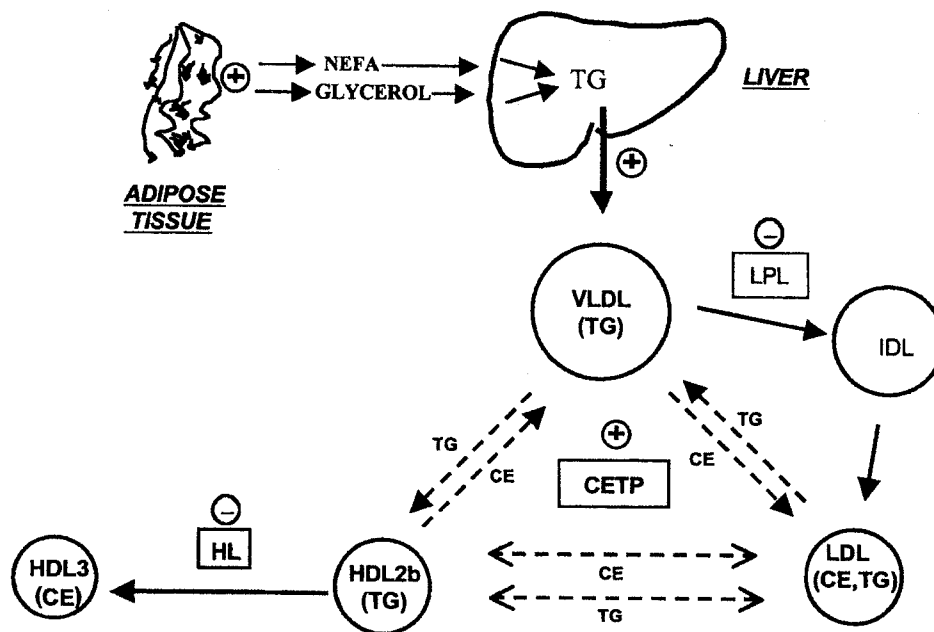 NEFA
GLYCEROL
TG
LIVER
ADIPOSE
TISSUE
+
+
−
LPL
VLDL
(TG)
IDL
TG
CE
+
CETP
TG
CE
−
HL
HDL3
(CE)
HDL2b
(TG)
CE
TG
LDL
(CE,TG)